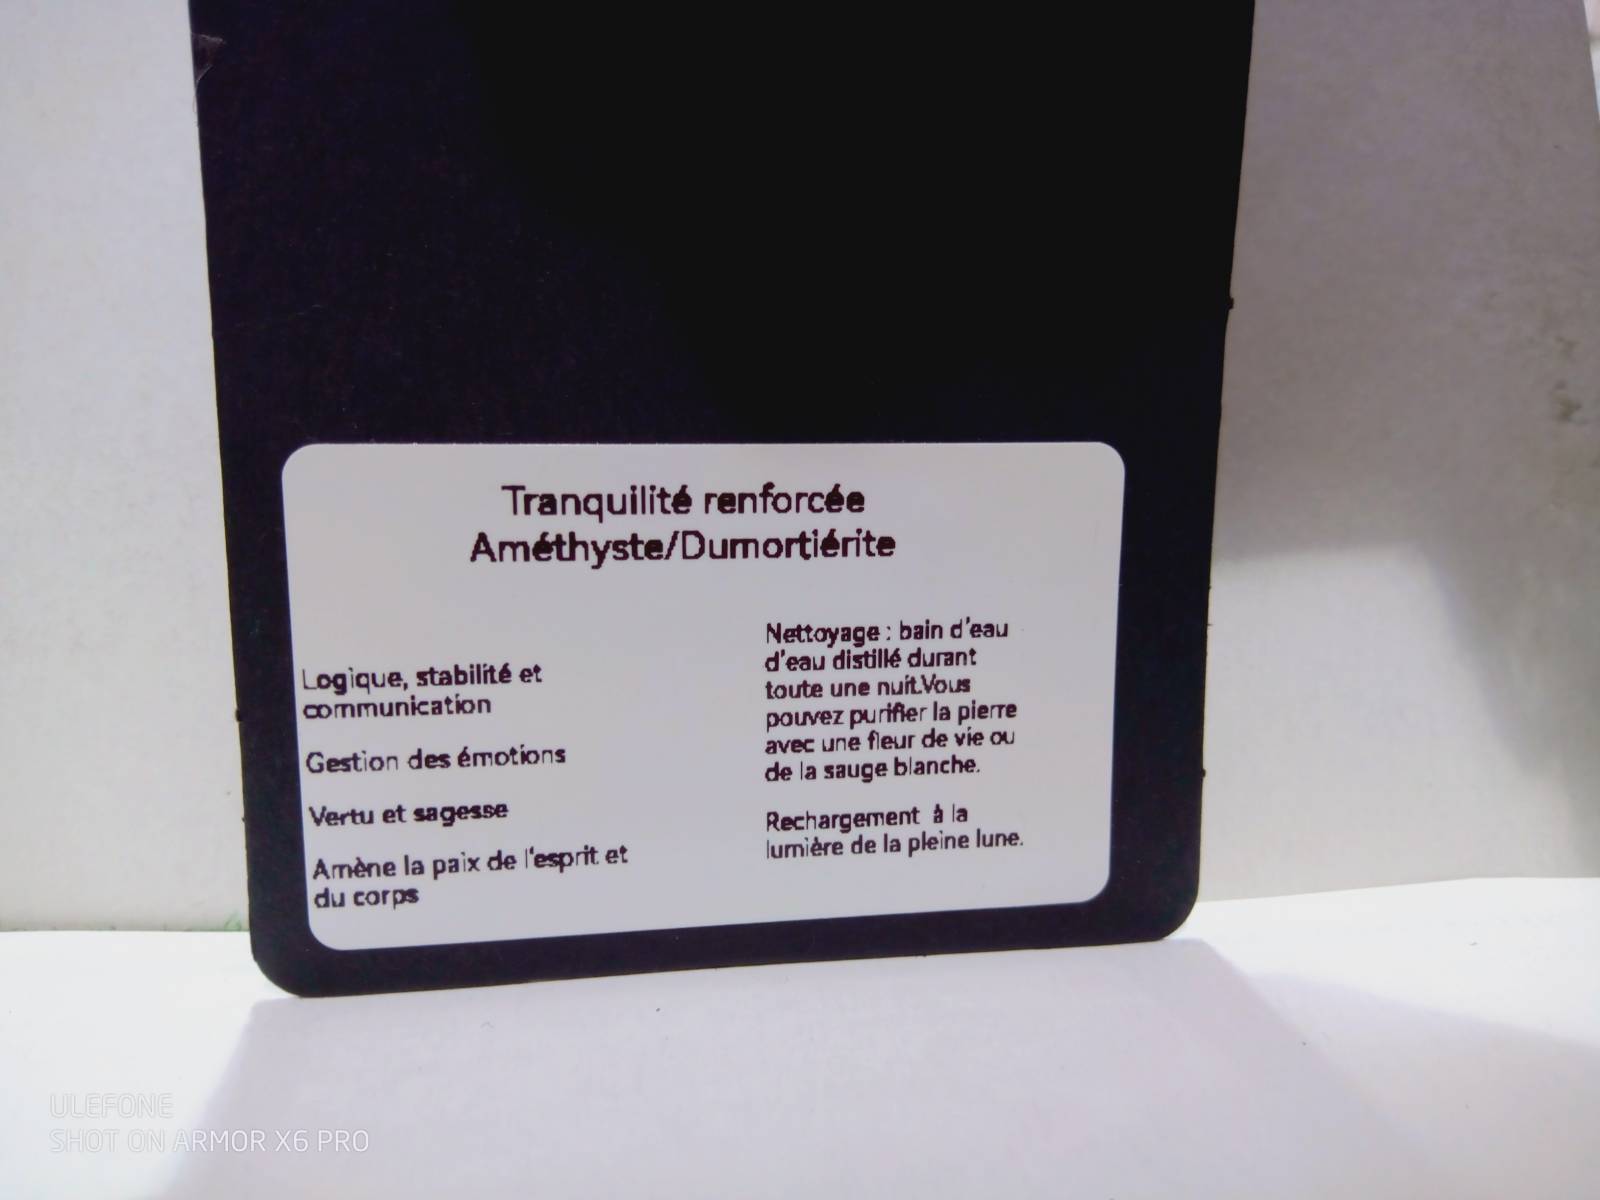 Tranquilité renforcée
Améthyste/Dumortiérite
Logique, stabilité et
communication
Gestion des émotions
Vertu et sagesse
Amène la paix de l'esprit et
du corps
Nettoyage : bain d'eau
d'eau distillé durant
toute une nuit.Vous
pouvez purifier la pierre
avec une fleur de vie ou
de la sauge blanche.
Rechargement à la
lumière de la pleine lune.
ULEFONE
SHOT ON ARMOR X6 PRO